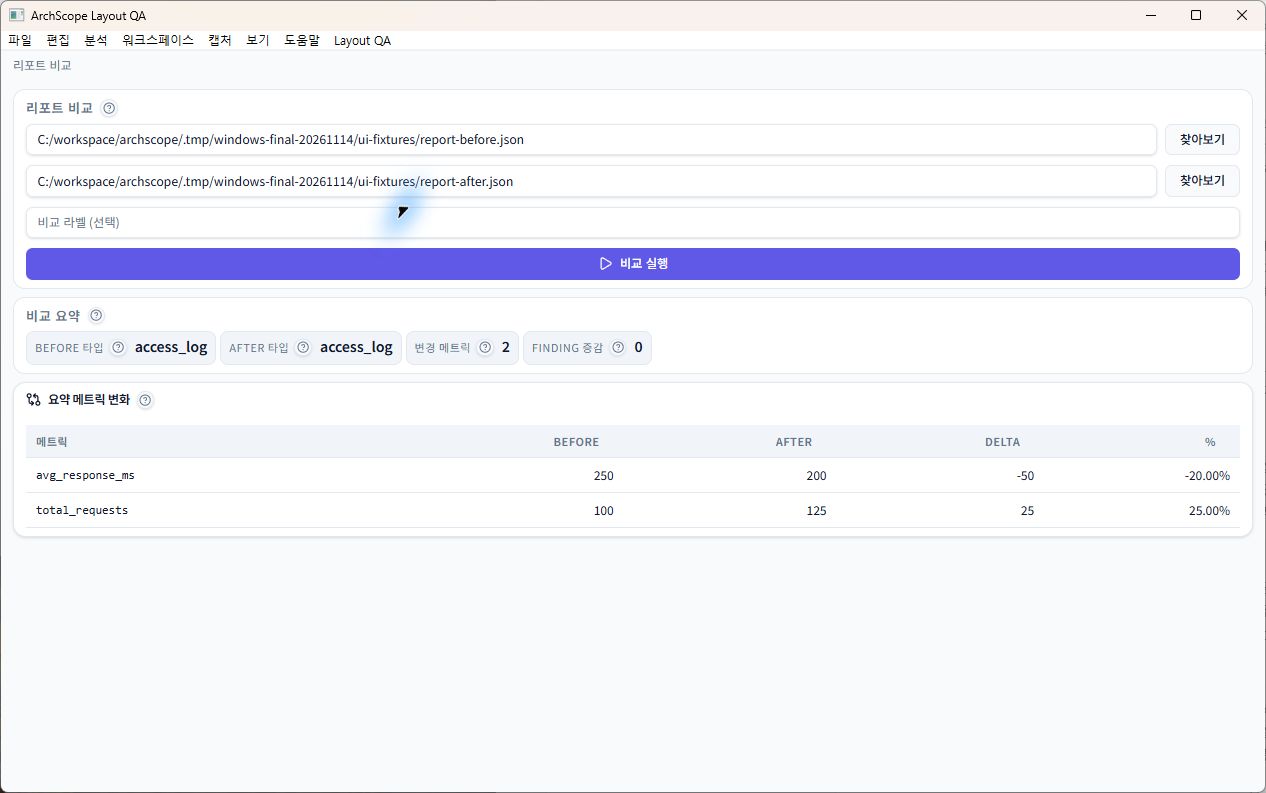 ArchScope Layout QA
파일 편집 분석 워크스페이스 캡처 보기 도움말 Layout QA
리포트 비교
리포트 비교
C:/workspace/archscope/.tmp/windows-final-20261114/ui-fixtures/report-before.json 찾아보기
C:/workspace/archscope/.tmp/windows-final-20261114/ui-fixtures/report-after.json 찾아보기
비교 라벨 (선택)
비교 실행
비교 요약
BEFORE 타입 access_log AFTER 타입 access_log 변경 메트릭 2 FINDING 증감 0
요약 메트릭 변화
메트릭 BEFORE AFTER DELTA %
avg_response_ms 250 200 -50 -20.00%
total_requests 100 125 25 25.00%